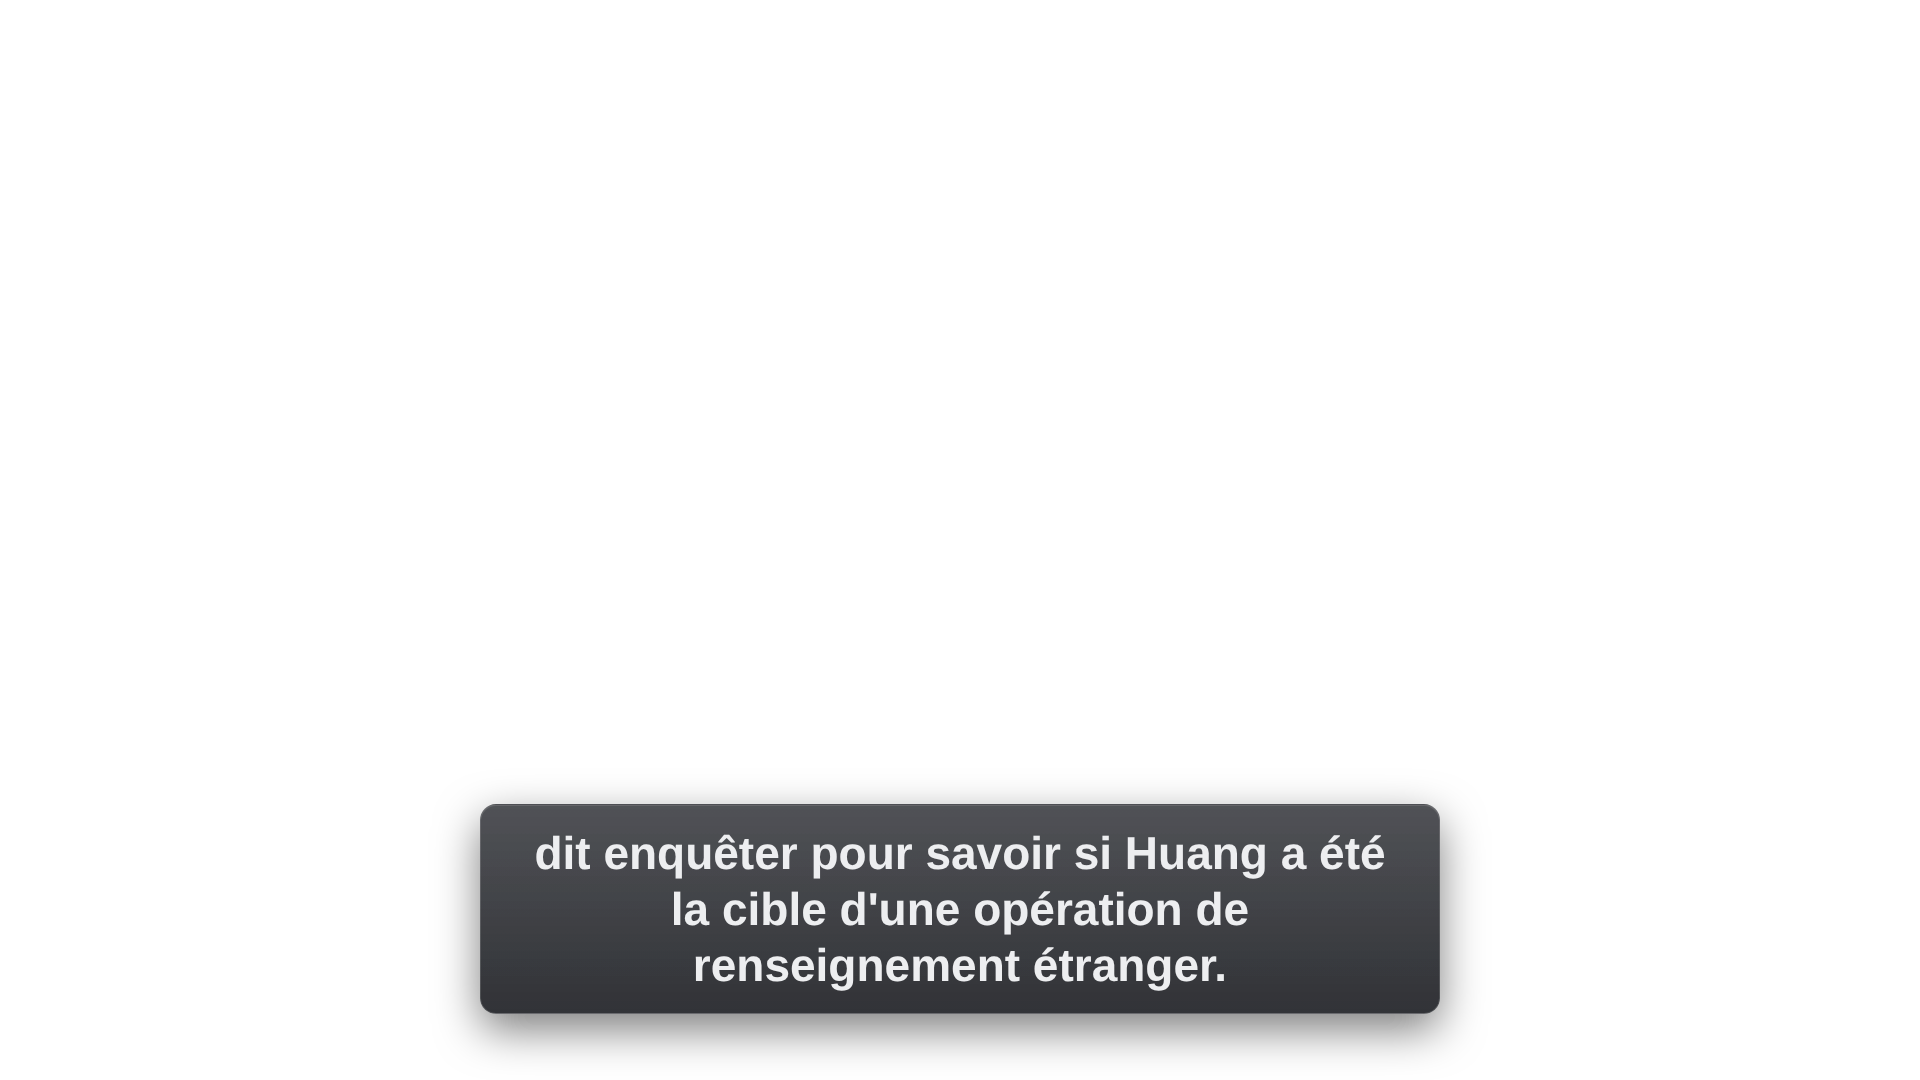 dit enquêter pour savoir si Huang a été
la cible d'une opération de
renseignement étranger.